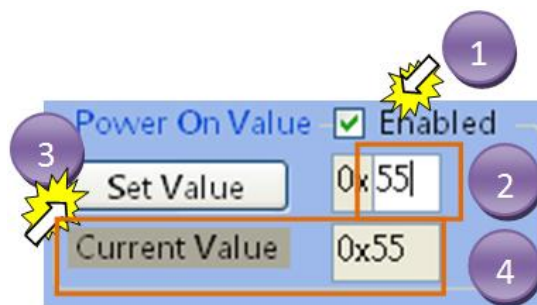 1
Power On Value Enabled
3
Set Value 0x 55
2
Current Value 0x55
4